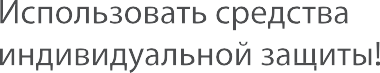 Использовать средства
индивидуальной защиты!